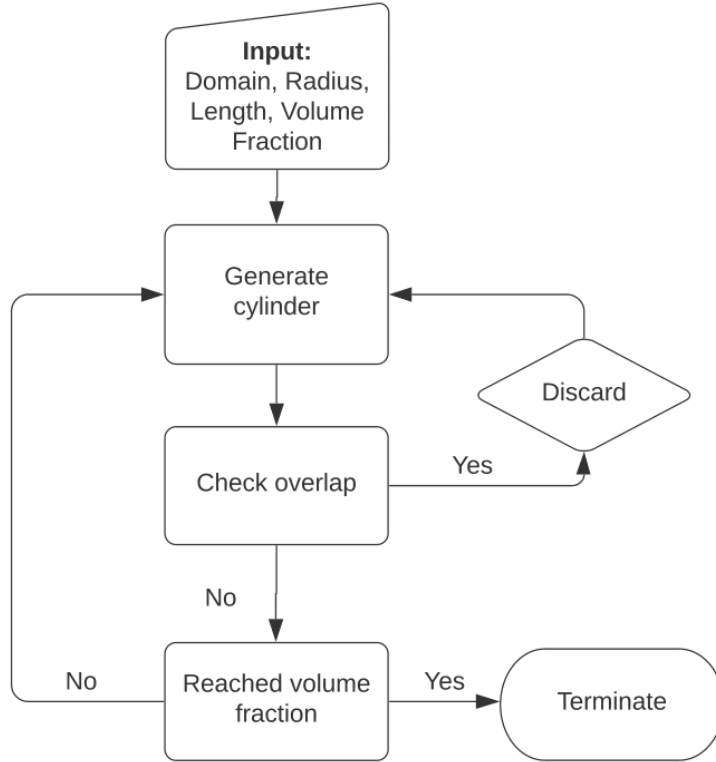 Input:
Domain, Radius,
Length, Volume
Fraction
Generate
cylinder
Discard
Check overlap
Yes
No
Reached volume
fraction
No
Yes
Terminate